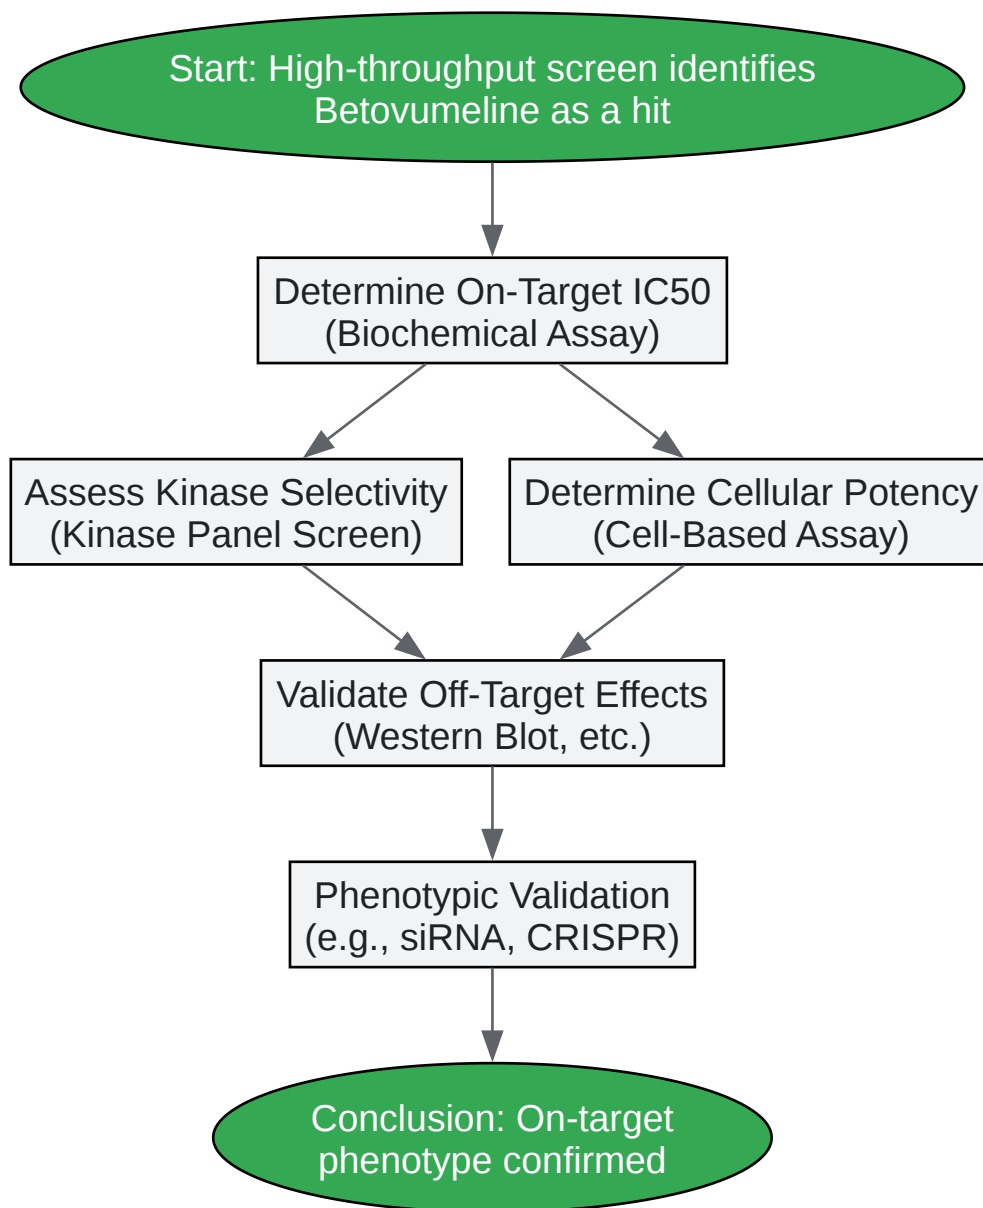 Start: High-throughput screen identifies
Betovumeline as a hit
Determine On-Target IC50
(Biochemical Assay)
Assess Kinase Selectivity
(Kinase Panel Screen)
Determine Cellular Potency
(Cell-Based Assay)
Validate Off-Target Effects
(Western Blot, etc.)
Phenotypic Validation
(e.g., siRNA, CRISPR)
Conclusion: On-target
phenotype confirmed